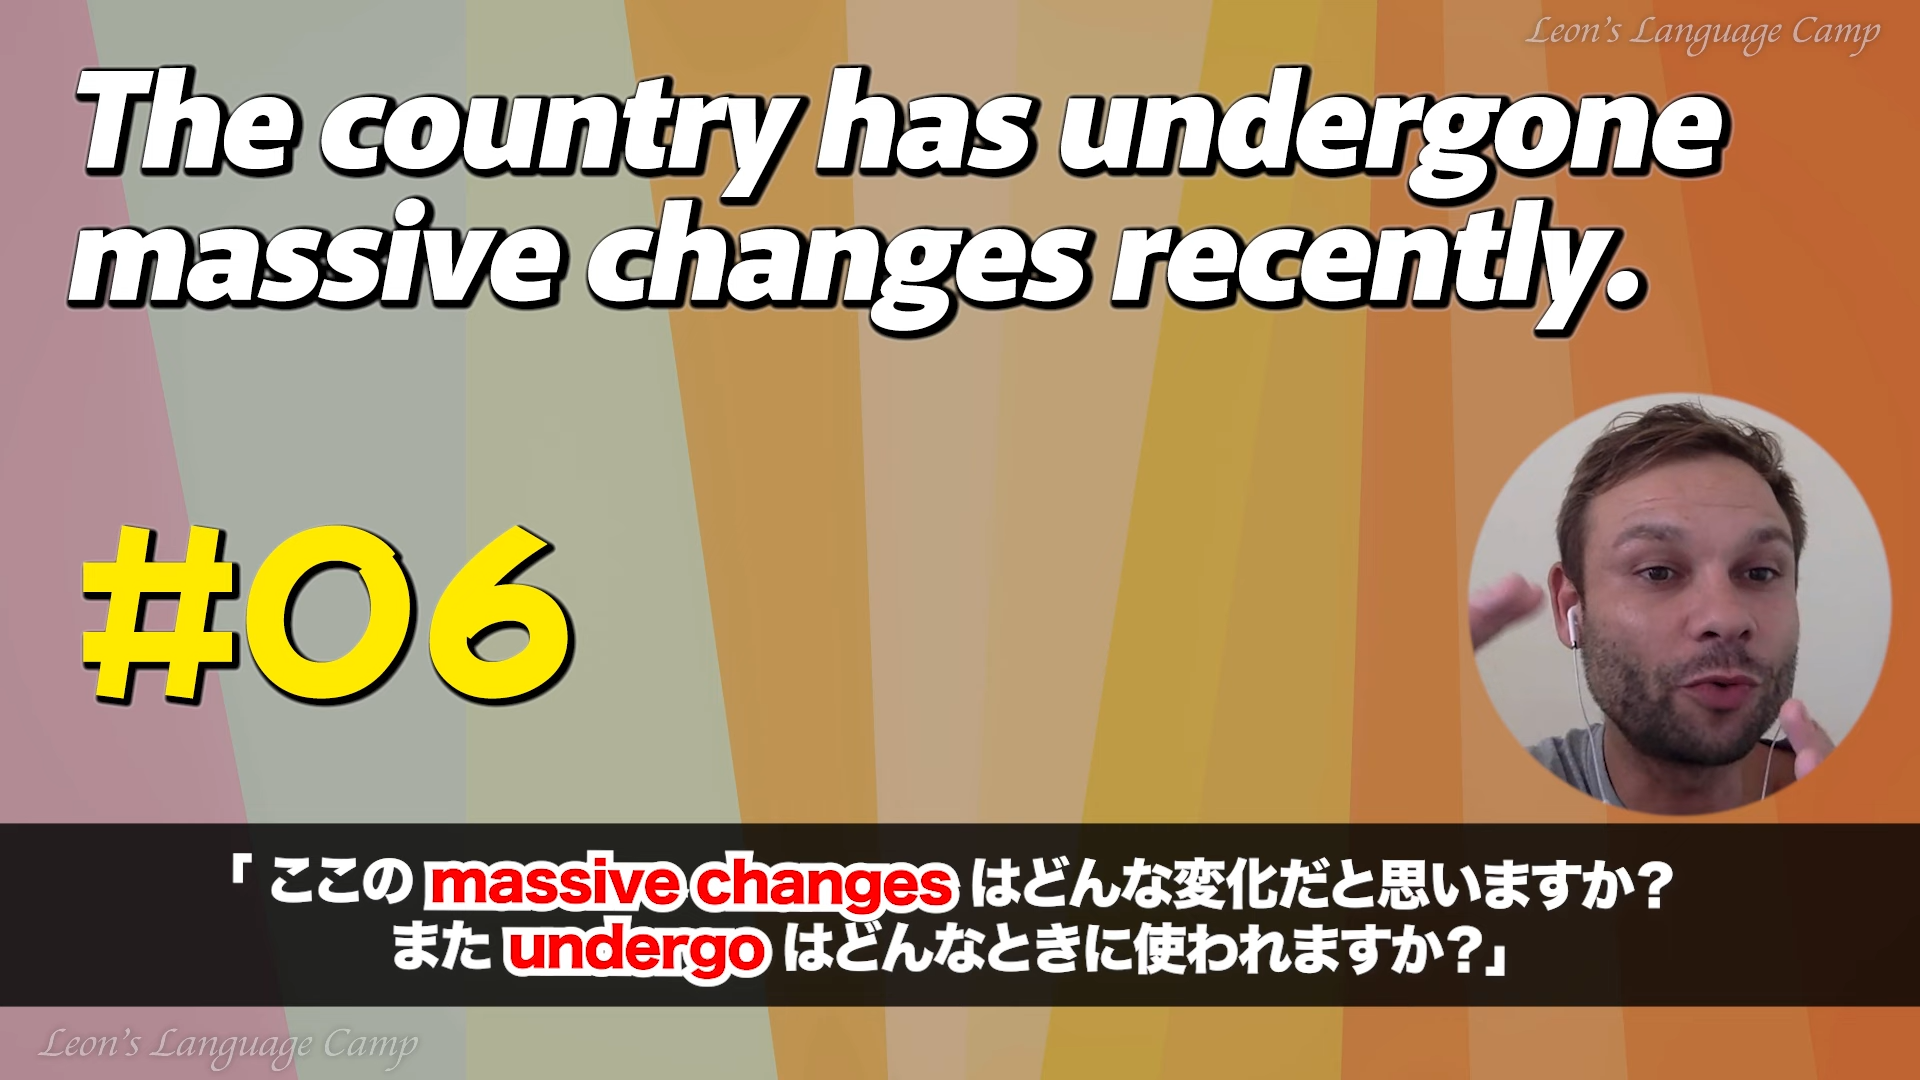 Leon's Language Camp
The country has undergone
massive changes recently.
#06
「 ここの massive changes はどんな変化だと思いますか？
また undergo はどんなときに使われますか？」
Leon's Language Camp